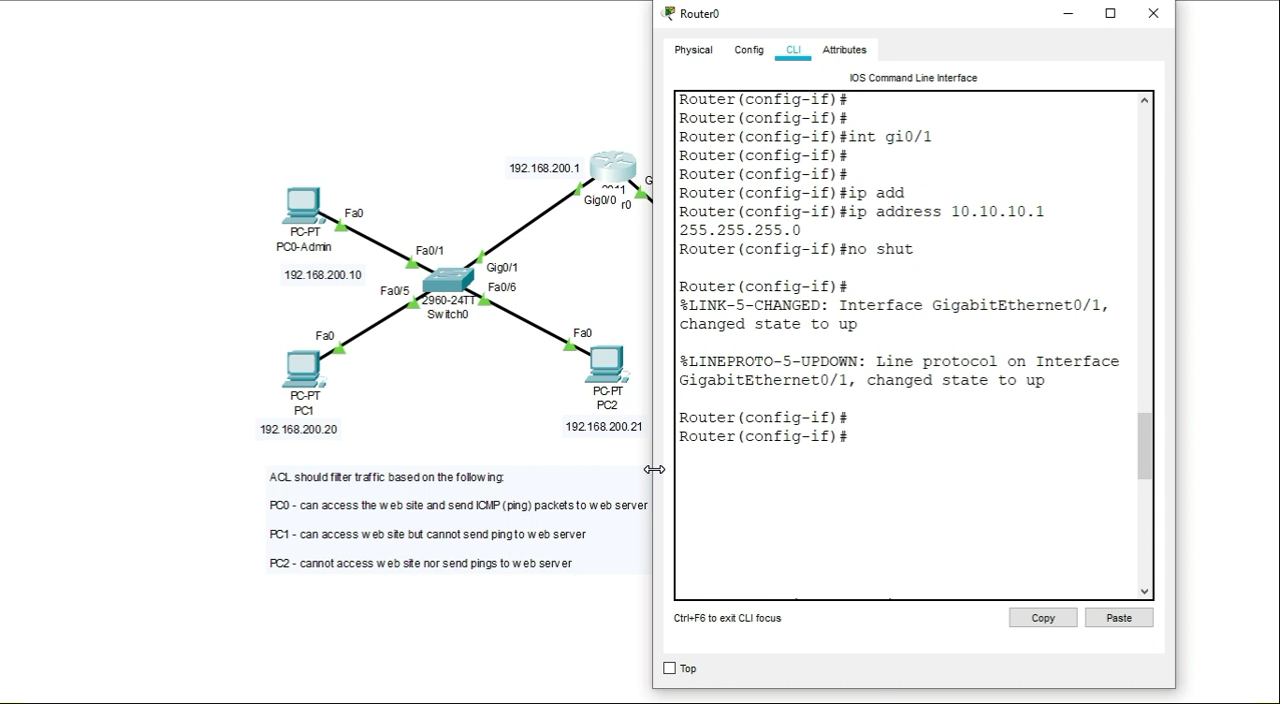 Router0
Physical Config CLI Attributes
IOS Command Line Interface
Router(config-if)#
Router(config-if)#
Router(config-if)#int gi0/1
Router(config-if)#
Router(config-if)#
Router(config-if)#ip add
Router(config-if)#ip address 10.10.10.1
255.255.255.0
Router(config-if)#no shut
Router(config-if)#
%LINK-5-CHANGED: Interface GigabitEthernet0/1,
changed state to up
%LINEPROTO-5-UPDOWN: Line protocol on Interface
GigabitEthernet0/1, changed state to up
Router(config-if)#
Router(config-if)#
Ctrl+F6 to exit CLI focus
Copy
Paste
Top
192.168.200.1
G
Gig0/0
r0
Fa0
PC-PT
PC0-Admin
192.168.200.10
Fa0/1
Gig0/1
Fa0/5
Fa0/6
2960-24TT
Switch0
Fa0
PC-PT
PC1
192.168.200.20
Fa0
PC-PT
PC2
192.168.200.21
ACL should filter traffic based on the following:
PC0 - can access the web site and send ICMP (ping) packets to web server
PC1 - can access web site but cannot send ping to web server
PC2 - cannot access web site nor send pings to web server